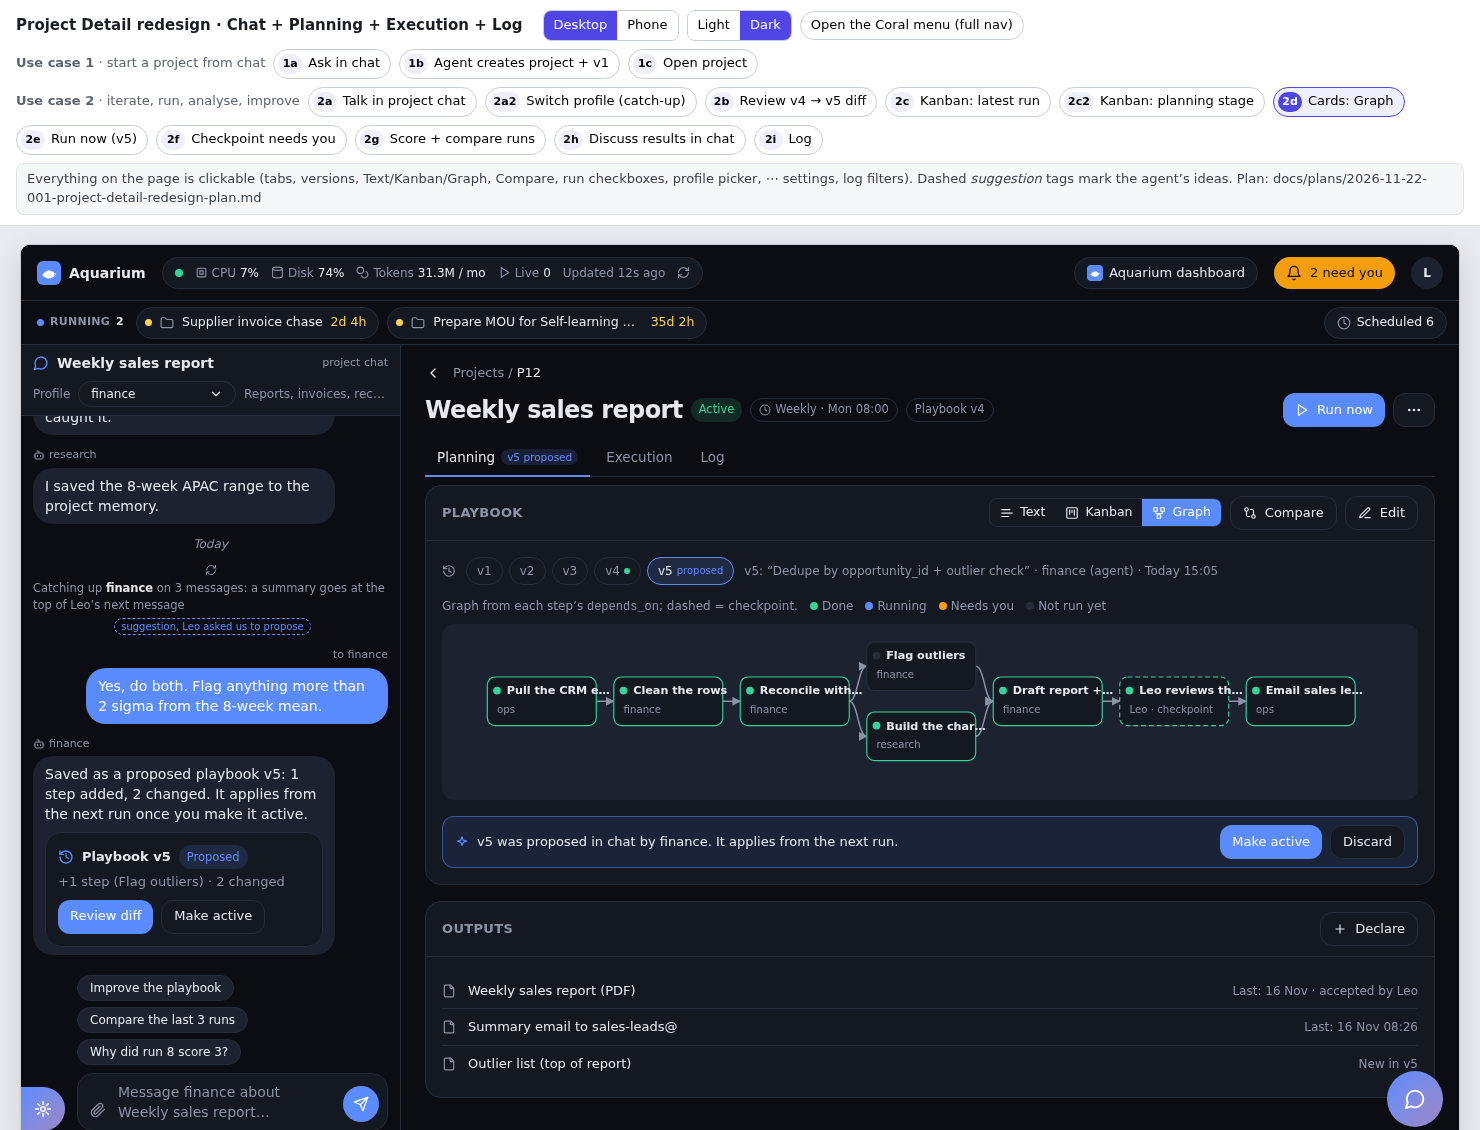 Project Detail redesign · Chat + Planning + Execution + Log
Desktop
Phone
Light
Dark
Open the Coral menu (full nav)
Use case 1 · start a project from chat
1a Ask in chat
1b Agent creates project + v1
1c Open project
Use case 2 · iterate, run, analyse, improve
2a Talk in project chat
2a2 Switch profile (catch-up)
2b Review v4 → v5 diff
2c Kanban: latest run
2c2 Kanban: planning stage
2d Cards: Graph
2e Run now (v5)
2f Checkpoint needs you
2g Score + compare runs
2h Discuss results in chat
2i Log
Everything on the page is clickable (tabs, versions, Text/Kanban/Graph, Compare, run checkboxes, profile picker, ··· settings, log filters). Dashed suggestion tags mark the agent's ideas. Plan: docs/plans/2026-11-22-
001-project-detail-redesign-plan.md
Aquarium
CPU 7%
Disk 74%
Tokens 31.3M / mo
Live 0
Updated 12s ago
Aquarium dashboard
2 need you
L
RUNNING 2
Supplier invoice chase 2d 4h
Prepare MOU for Self-learning ... 35d 2h
Scheduled 6
Weekly sales report
project chat
Profile
finance
Reports, invoices, rec...
caught it.
research
I saved the 8-week APAC range to the
project memory.
Today
Catching up finance on 3 messages: a summary goes at the
top of Leo's next message
suggestion, Leo asked us to propose
to finance
Yes, do both. Flag anything more than
2 sigma from the 8-week mean.
finance
Saved as a proposed playbook v5: 1
step added, 2 changed. It applies from
the next run once you make it active.
Playbook v5 Proposed
+1 step (Flag outliers) · 2 changed
Review diff
Make active
Improve the playbook
Compare the last 3 runs
Why did run 8 score 3?
Message finance about
Weekly sales report...
Projects / P12
Weekly sales report
Active
Weekly · Mon 08:00
Playbook v4
Run now
Planning v5 proposed
Execution
Log
PLAYBOOK
Text
Kanban
Graph
Compare
Edit
v1
v2
v3
v4
v5 proposed
v5: “Dedupe by opportunity_id + outlier check” · finance (agent) · Today 15:05
Graph from each step's depends_on; dashed = checkpoint.
Done
Running
Needs you
Not run yet
Pull the CRM e...
ops
Clean the rows
finance
Reconcile with...
finance
Flag outliers
finance
Build the char...
research
Draft report +...
finance
Leo reviews th...
Leo · checkpoint
Email sales le...
ops
v5 was proposed in chat by finance. It applies from the next run.
Make active
Discard
OUTPUTS
Declare
Weekly sales report (PDF)
Last: 16 Nov · accepted by Leo
Summary email to sales-leads@
Last: 16 Nov 08:26
Outlier list (top of report)
New in v5